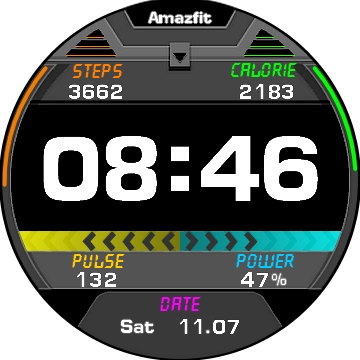 Amazfit
STEPS CALORIE
3662 2183
08:46
PULSE POWER
132 47%
DATE
Sat 11.07